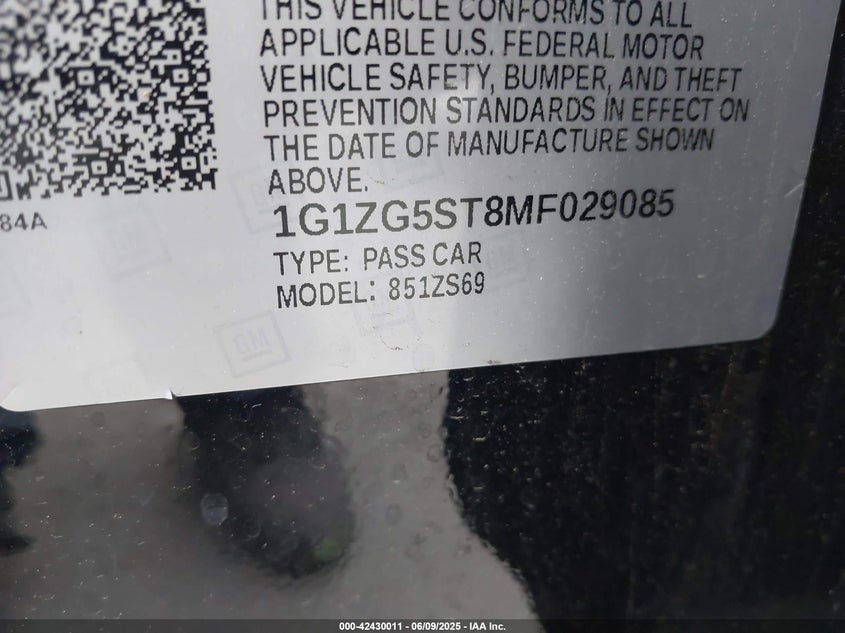 THIS VEHICLE CONFORMS TO ALL
APPLICABLE U.S. FEDERAL MOTOR
VEHICLE SAFETY, BUMPER, AND THEFT
PREVENTION STANDARDS IN EFFECT ON
THE DATE OF MANUFACTURE SHOWN
ABOVE.
84A
1G1ZG5ST8MF029085
TYPE: PASS CAR
MODEL: 851ZS69
GM
000-42430011 - 06/09/2025 - IAA Inc.